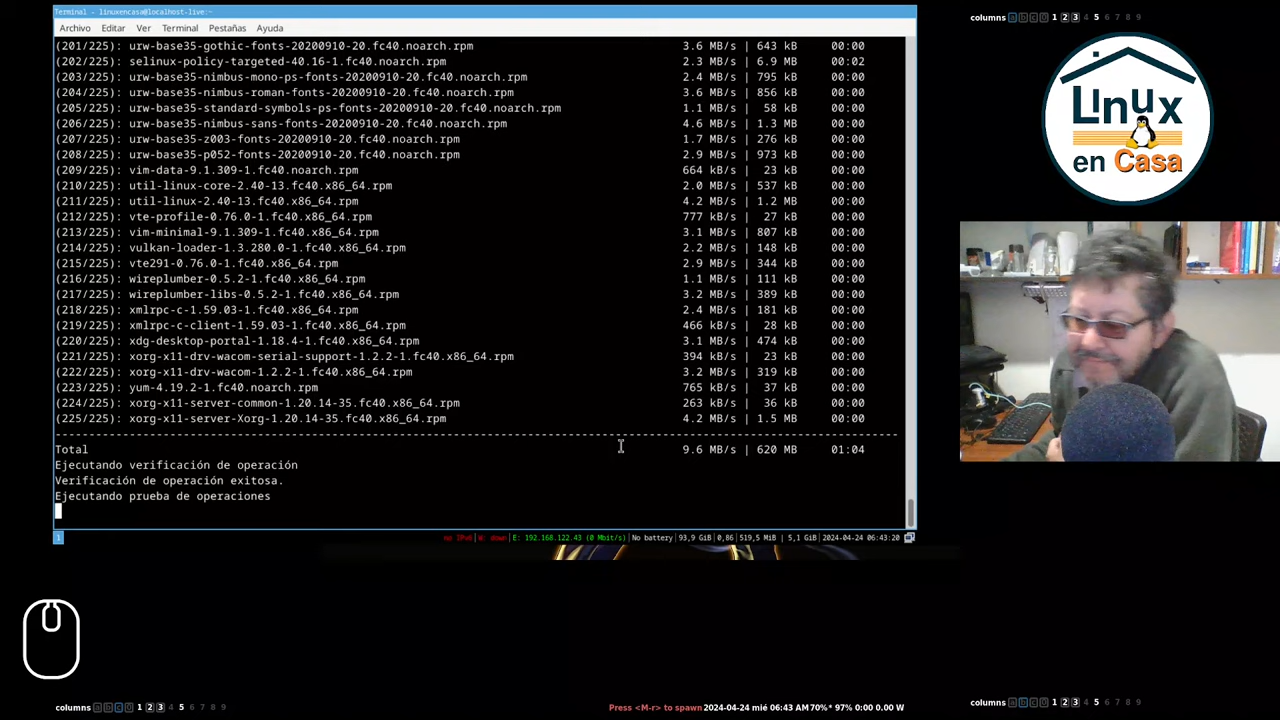 Terminal - linuxencasa@localhost-live:~
Archivo Editar Ver Terminal Pestañas Ayuda
(201/225): urw-base35-gothic-fonts-20200910-20.fc40.noarch.rpm 3.6 MB/s | 643 kB 00:00
(202/225): selinux-policy-targeted-40.16-1.fc40.noarch.rpm 2.3 MB/s | 6.9 MB 00:02
(203/225): urw-base35-nimbus-mono-ps-fonts-20200910-20.fc40.noarch.rpm 2.4 MB/s | 795 kB 00:00
(204/225): urw-base35-nimbus-roman-fonts-20200910-20.fc40.noarch.rpm 3.6 MB/s | 856 kB 00:00
(205/225): urw-base35-standard-symbols-ps-fonts-20200910-20.fc40.noarch.rpm 1.1 MB/s | 58 kB 00:00
(206/225): urw-base35-nimbus-sans-fonts-20200910-20.fc40.noarch.rpm 4.6 MB/s | 1.3 MB 00:00
(207/225): urw-base35-z003-fonts-20200910-20.fc40.noarch.rpm 1.7 MB/s | 276 kB 00:00
(208/225): urw-base35-p052-fonts-20200910-20.fc40.noarch.rpm 2.9 MB/s | 973 kB 00:00
(209/225): vim-data-9.1.309-1.fc40.noarch.rpm 664 kB/s | 23 kB 00:00
(210/225): util-linux-core-2.40-13.fc40.x86_64.rpm 2.0 MB/s | 537 kB 00:00
(211/225): util-linux-2.40-13.fc40.x86_64.rpm 4.2 MB/s | 1.2 MB 00:00
(212/225): vte-profile-0.76.0-1.fc40.x86_64.rpm 777 kB/s | 27 kB 00:00
(213/225): vim-minimal-9.1.309-1.fc40.x86_64.rpm 3.1 MB/s | 807 kB 00:00
(214/225): vulkan-loader-1.3.280.0-1.fc40.x86_64.rpm 2.2 MB/s | 148 kB 00:00
(215/225): vte291-0.76.0-1.fc40.x86_64.rpm 2.9 MB/s | 344 kB 00:00
(216/225): wireplumber-0.5.2-1.fc40.x86_64.rpm 1.1 MB/s | 111 kB 00:00
(217/225): wireplumber-libs-0.5.2-1.fc40.x86_64.rpm 3.2 MB/s | 389 kB 00:00
(218/225): xmlrpc-c-1.59.03-1.fc40.x86_64.rpm 2.4 MB/s | 181 kB 00:00
(219/225): xmlrpc-c-client-1.59.03-1.fc40.x86_64.rpm 466 kB/s | 28 kB 00:00
(220/225): xdg-desktop-portal-1.18.4-1.fc40.x86_64.rpm 3.1 MB/s | 474 kB 00:00
(221/225): xorg-x11-drv-wacom-serial-support-1.2.2-1.fc40.x86_64.rpm 394 kB/s | 23 kB 00:00
(222/225): xorg-x11-drv-wacom-1.2.2-1.fc40.x86_64.rpm 3.2 MB/s | 319 kB 00:00
(223/225): yum-4.19.2-1.fc40.noarch.rpm 765 kB/s | 37 kB 00:00
(224/225): xorg-x11-server-common-1.20.14-35.fc40.x86_64.rpm 263 kB/s | 36 kB 00:00
(225/225): xorg-x11-server-Xorg-1.20.14-35.fc40.x86_64.rpm 4.2 MB/s | 1.5 MB 00:00
Total 9.6 MB/s | 620 MB 01:04
Ejecutando verificación de operación
Verificación de operación exitosa.
Ejecutando prueba de operaciones
1 no IPv6 | W: down | E: 192.168.122.43 (0 Mbit/s) | No battery | 93,9 GiB | 0,86 | 519,5 MiB | 5,1 GiB | 2024-04-24 06:43:20
columns a b c 0 1 2 3 4 5 6 7 8 9
Linux
en Casa
columns a b c 0 1 2 3 4 5 6 7 8 9
Press <M-r> to spawn 2024-04-24 mié 06:43 AM 70%* 97% 0:00 0.00 W
columns a b c 0 1 2 3 4 5 6 7 8 9